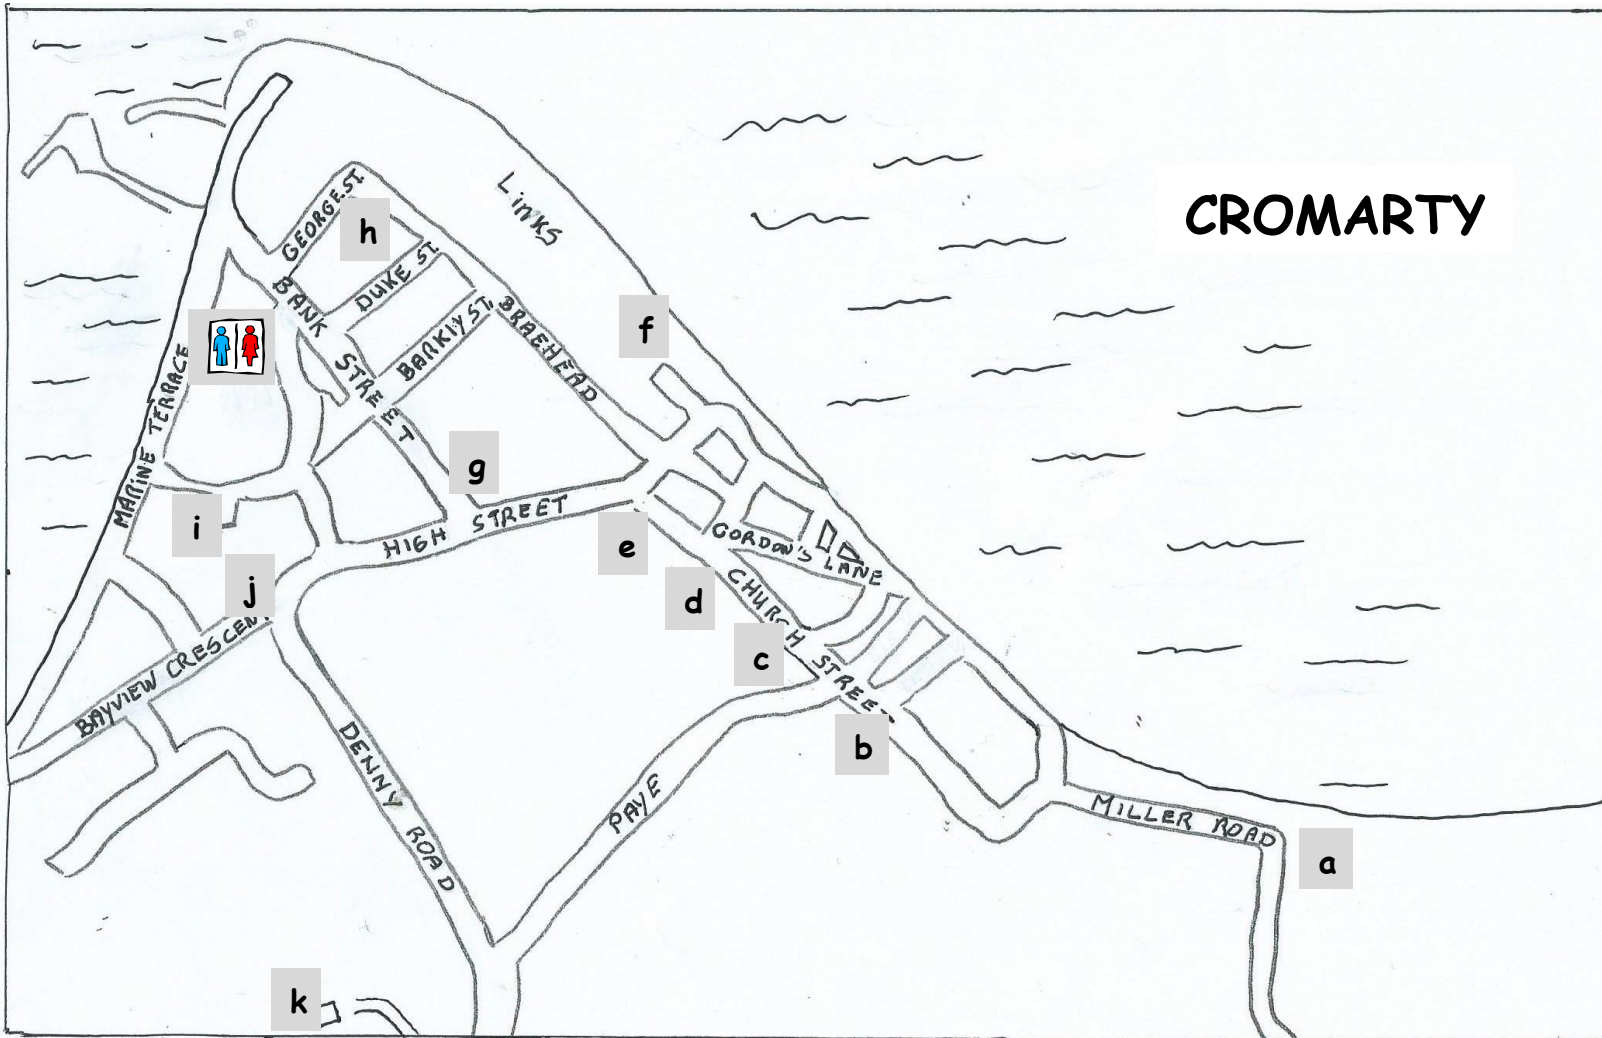 CROMARTY
LINKS
GEORGE ST.
h
DUKE ST.
BANK STREET
BARKLY ST.
BRAEHEAD
f
MARINE TERRACE
g
i
HIGH STREET
e
GORDON'S LANE
d
CHURCH STREET
j
c
BAYVIEW CRESCENT
b
DENNY ROAD
PAYE
MILLER ROAD
a
k